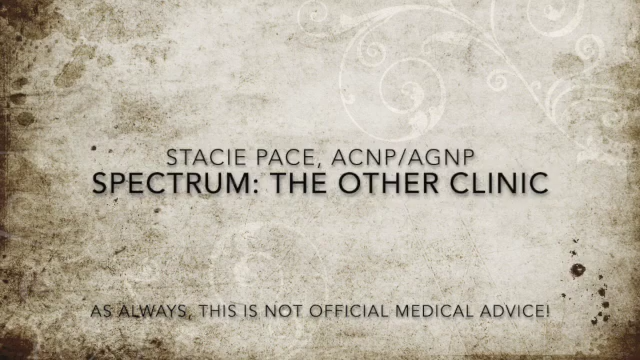 STACIE PACE, ACNP/AGNP
SPECTRUM: THE OTHER CLINIC
AS ALWAYS, THIS IS NOT OFFICIAL MEDICAL ADVICE!